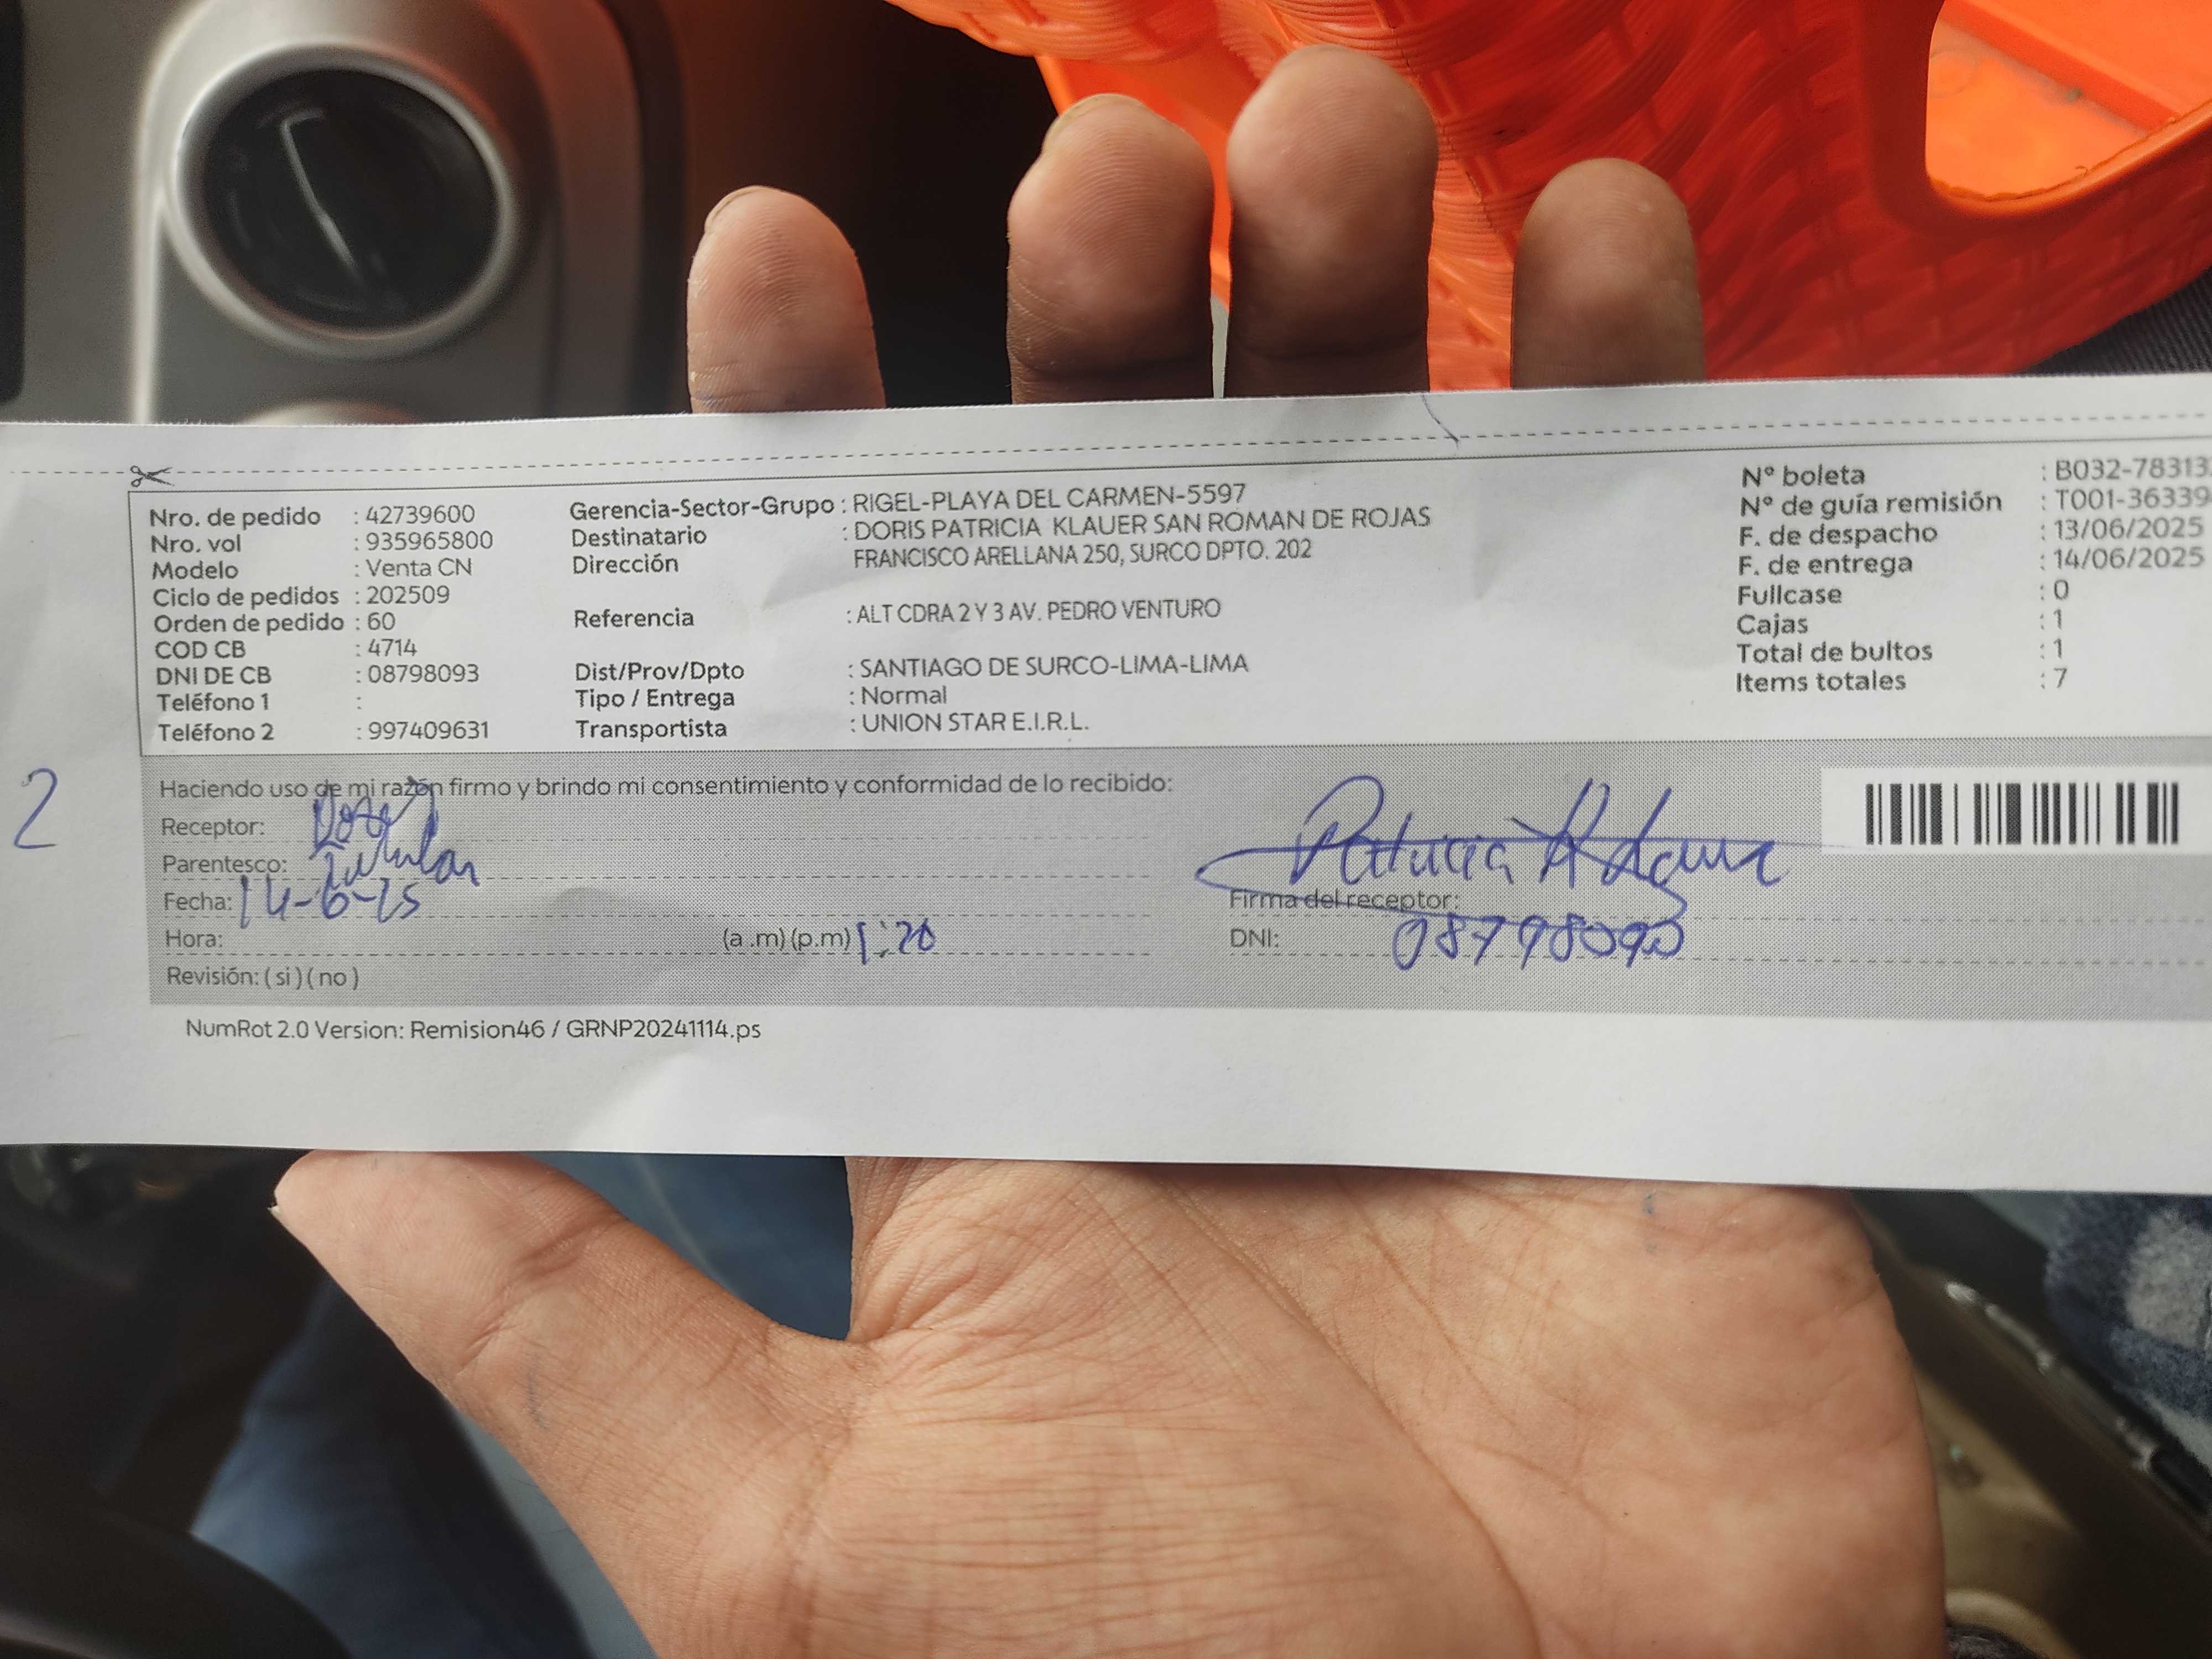 Nro. de pedido : 42739600
Nro. vol : 935965800
Modelo : Venta CN
Ciclo de pedidos : 202509
Orden de pedido : 60
COD CB : 4714
DNI DE CB : 08798093
Teléfono 1 :
Teléfono 2 : 997409631
Gerencia-Sector-Grupo : RIGEL-PLAYA DEL CARMEN-5597
Destinatario : DORIS PATRICIA KLAUER SAN ROMAN DE ROJAS
Dirección FRANCISCO ARELLANA 250, SURCO DPTO. 202
Referencia : ALT CDRA 2 Y 3 AV. PEDRO VENTURO
Dist/Prov/Dpto : SANTIAGO DE SURCO-LIMA-LIMA
Tipo / Entrega : Normal
Transportista : UNION STAR E.I.R.L.
N° boleta : B032-78313
N° de guía remisión : T001-36339
F. de despacho : 13/06/2025
F. de entrega : 14/06/2025
Fullcase : 0
Cajas : 1
Total de bultos : 1
Items totales : 7
2
Haciendo uso de mi razón firmo y brindo mi consentimiento y conformidad de lo recibido:
Receptor:
Parentesco: Titular
Fecha: 14-6-25
Hora: (a .m) (p.m) 1:20
Revisión: ( si ) ( no )
Patricia Klauer
Firma del receptor:
DNI: 08798093
NumRot 2.0 Version: Remision46 / GRNP20241114.ps